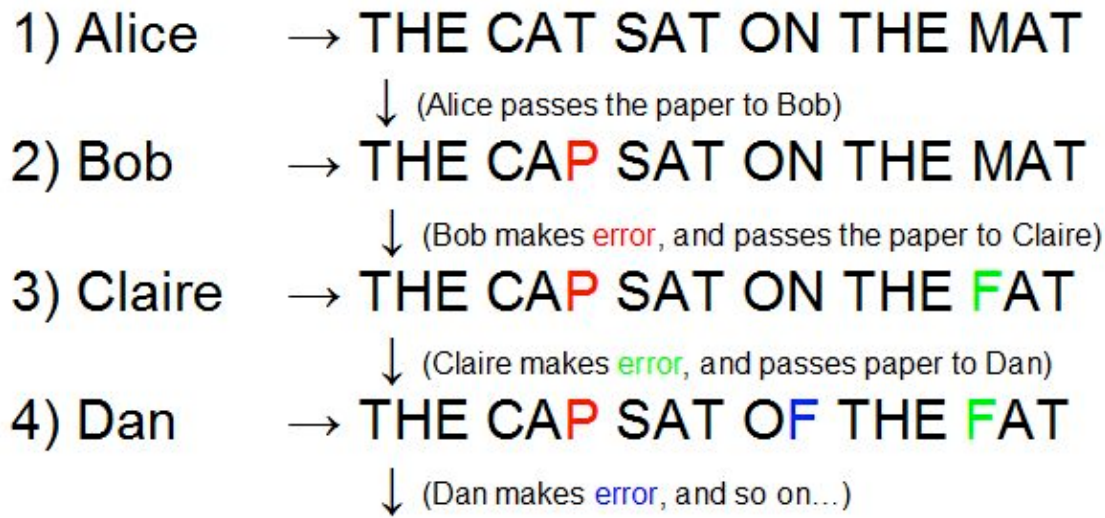 1) Alice → THE CAT SAT ON THE MAT
↓ (Alice passes the paper to Bob)
2) Bob → THE CAP SAT ON THE MAT
↓ (Bob makes error, and passes the paper to Claire)
3) Claire → THE CAP SAT ON THE FAT
↓ (Claire makes error, and passes paper to Dan)
4) Dan → THE CAP SAT OF THE FAT
↓ (Dan makes error, and so on...)